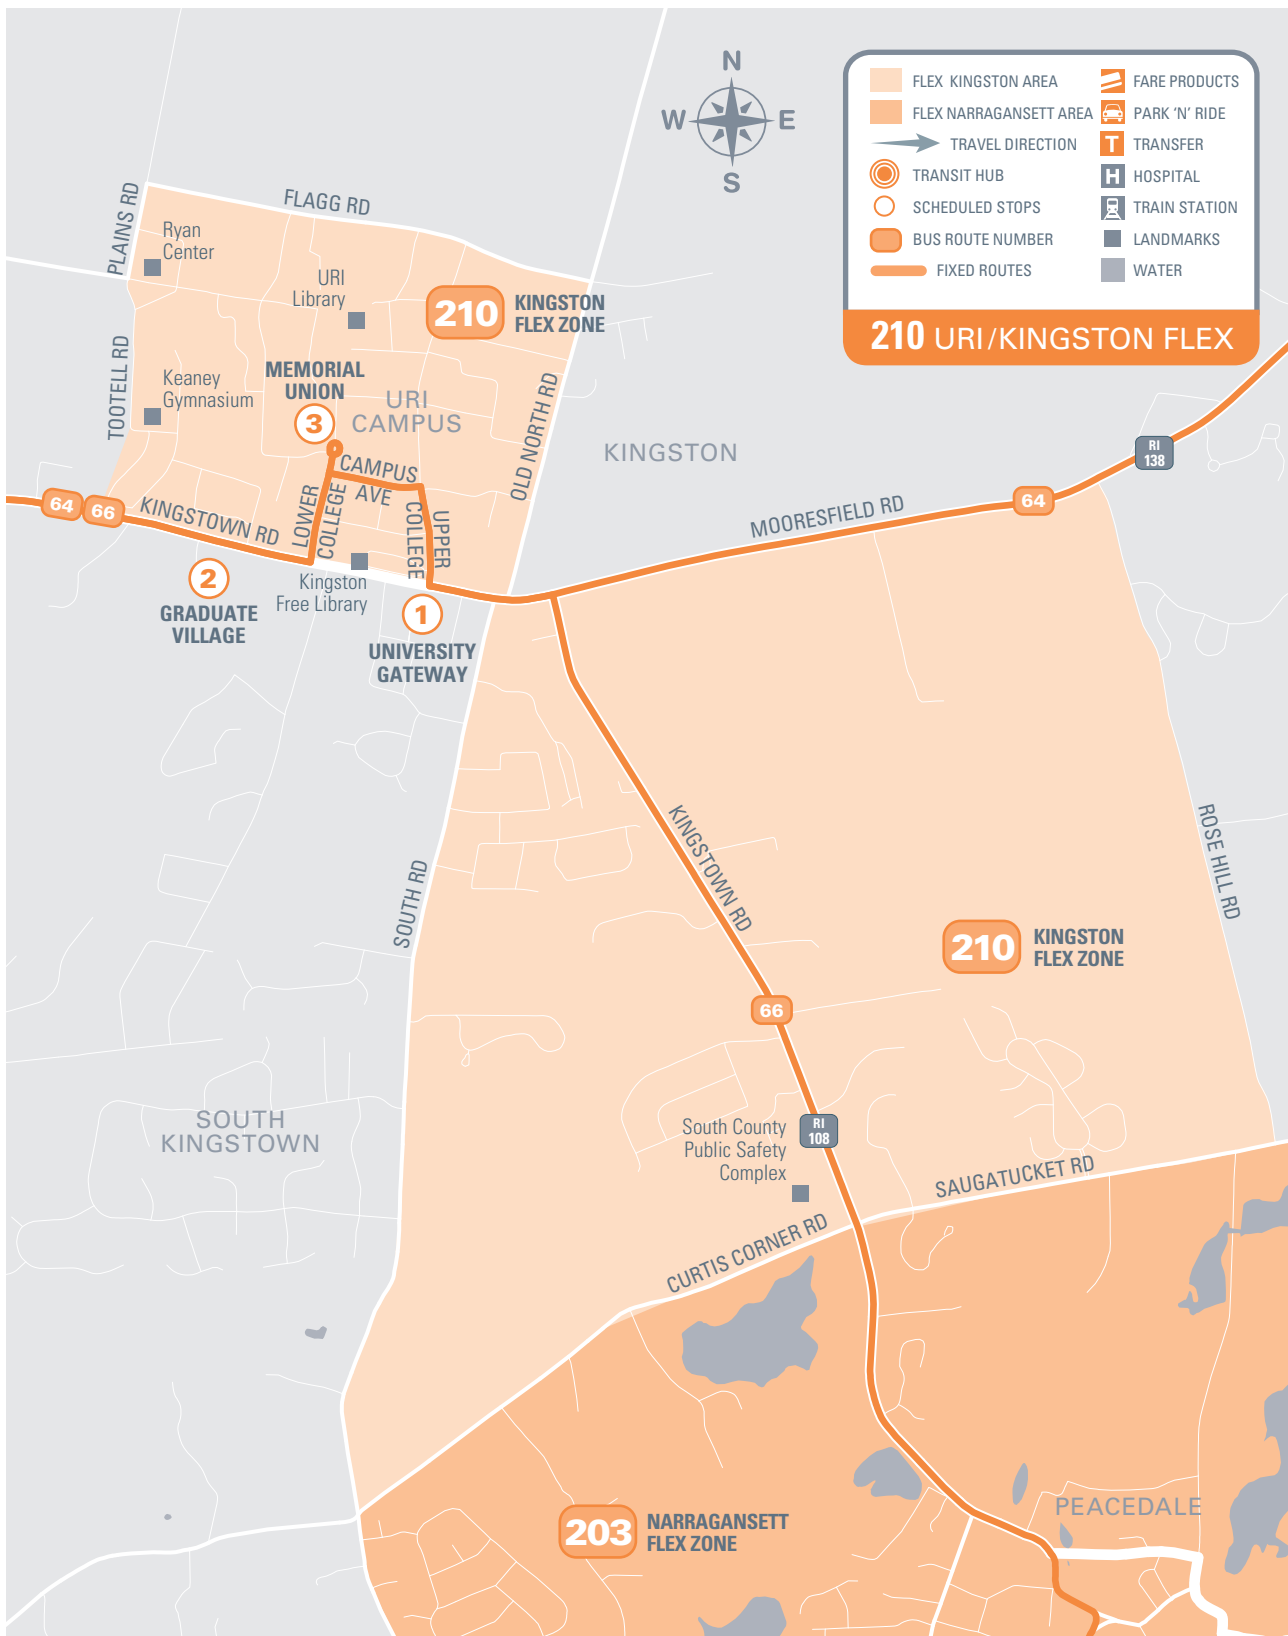 N
W
E
S
FLEX KINGSTON AREA
FLEX NARRAGANSETT AREA
TRAVEL DIRECTION
TRANSIT HUB
SCHEDULED STOPS
BUS ROUTE NUMBER
FIXED ROUTES
FARE PRODUCTS
PARK ‘N’ RIDE
T TRANSFER
H HOSPITAL
TRAIN STATION
LANDMARKS
WATER
210 URI/KINGSTON FLEX
PLAINS RD
FLAGG RD
Ryan
Center
URI
Library
210
KINGSTON
FLEX ZONE
TOOTELL RD
Keaney
Gymnasium
MEMORIAL
UNION
3
URI
CAMPUS
OLD NORTH RD
KINGSTON
RI
138
CAMPUS
AVE
64
66
KINGSTOWN RD
LOWER
COLLEGE
UPPER
COLLEGE
MOORESFIELD RD
64
2
GRADUATE
VILLAGE
Kingston
Free Library
1
UNIVERSITY
GATEWAY
SOUTH RD
KINGSTOWN RD
ROSE HILL RD
210
KINGSTON
FLEX ZONE
66
SOUTH
KINGSTOWN
South County
Public Safety
Complex
RI
108
SAUGATUCKET RD
CURTIS CORNER RD
203
NARRAGANSETT
FLEX ZONE
PEACEDALE